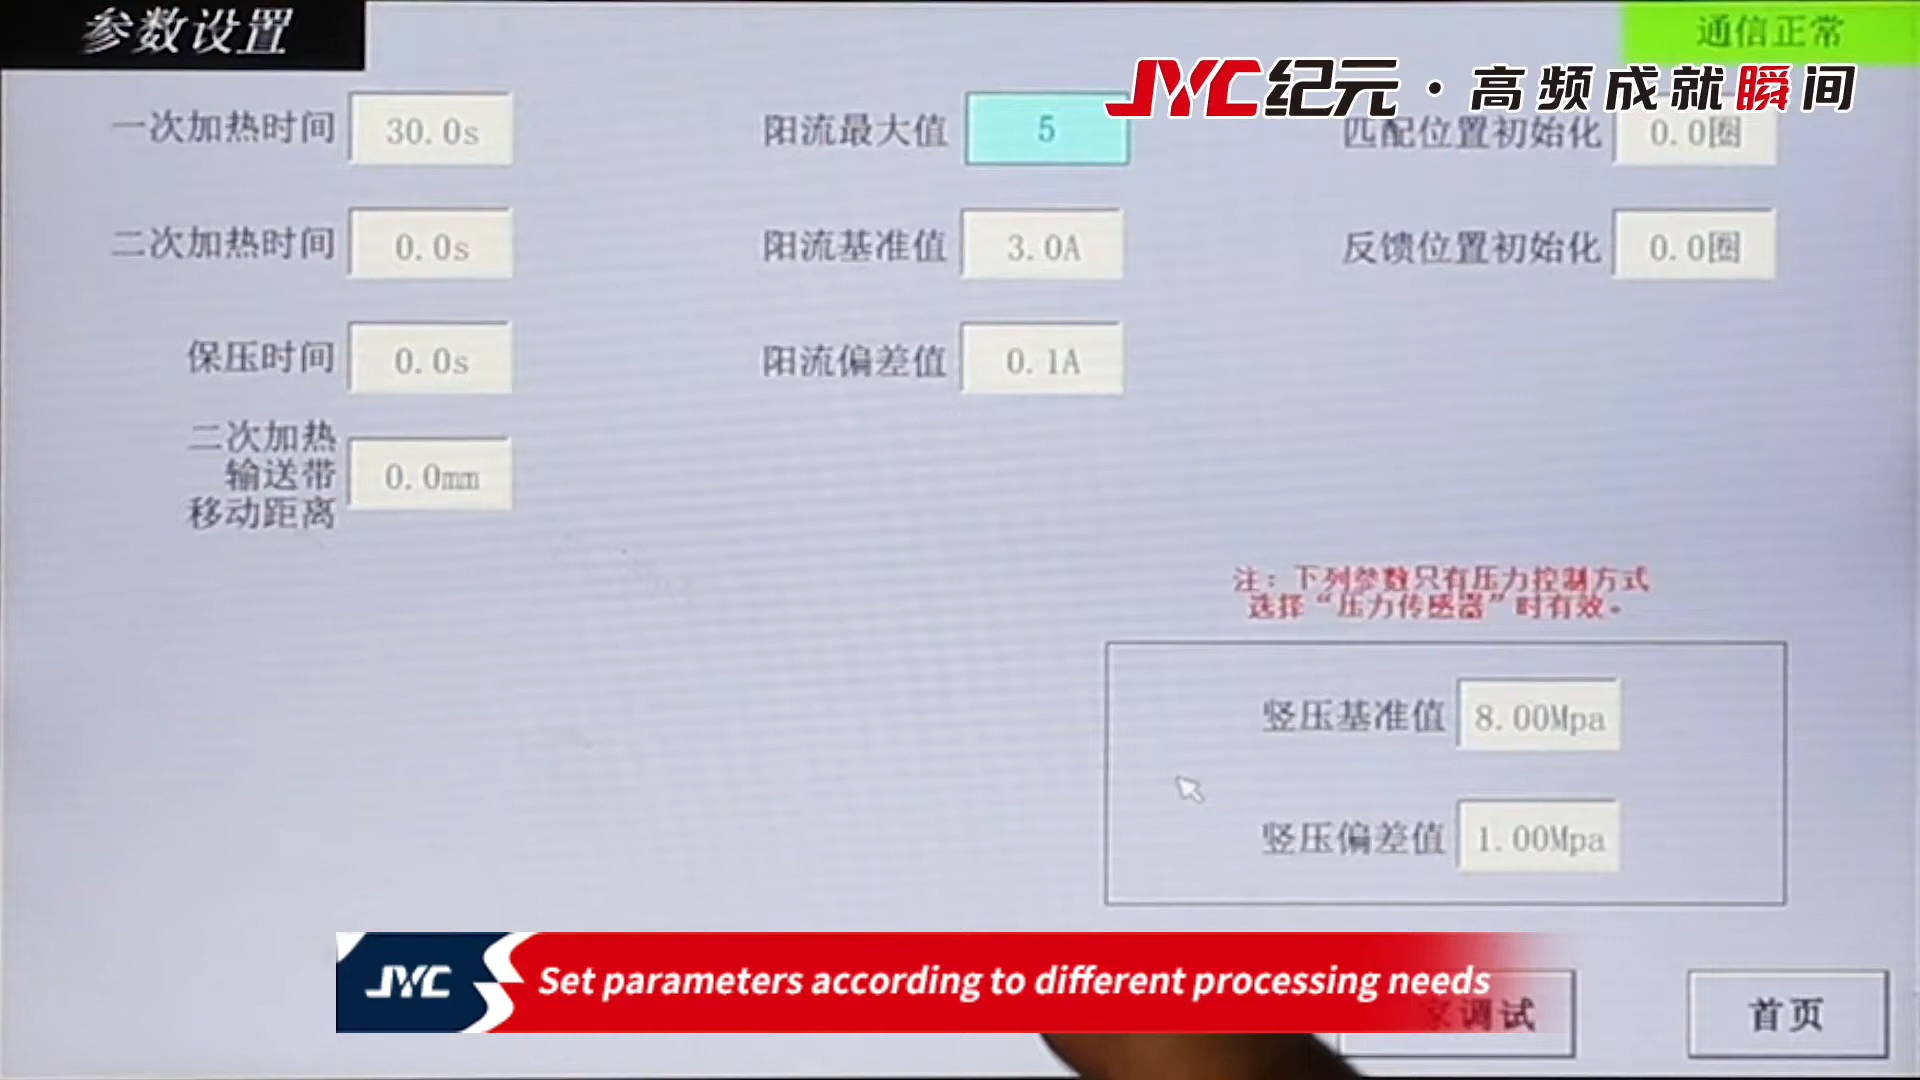 参数设置
通信正常
JYC纪元·高频成就瞬间
一次加热时间 30.0s
阳流最大值 5
匹配位置初始化 0.0圈
二次加热时间 0.0s
阳流基准值 3.0A
反馈位置初始化 0.0圈
保压时间 0.0s
阳流偏差值 0.1A
二次加热
输送带
移动距离
0.0mm
注：下列参数只有压力控制方式
选择“压力传感器”时有效。
竖压基准值 8.00Mpa
竖压偏差值 1.00Mpa
JYC Set parameters according to different processing needs
家调试
首页